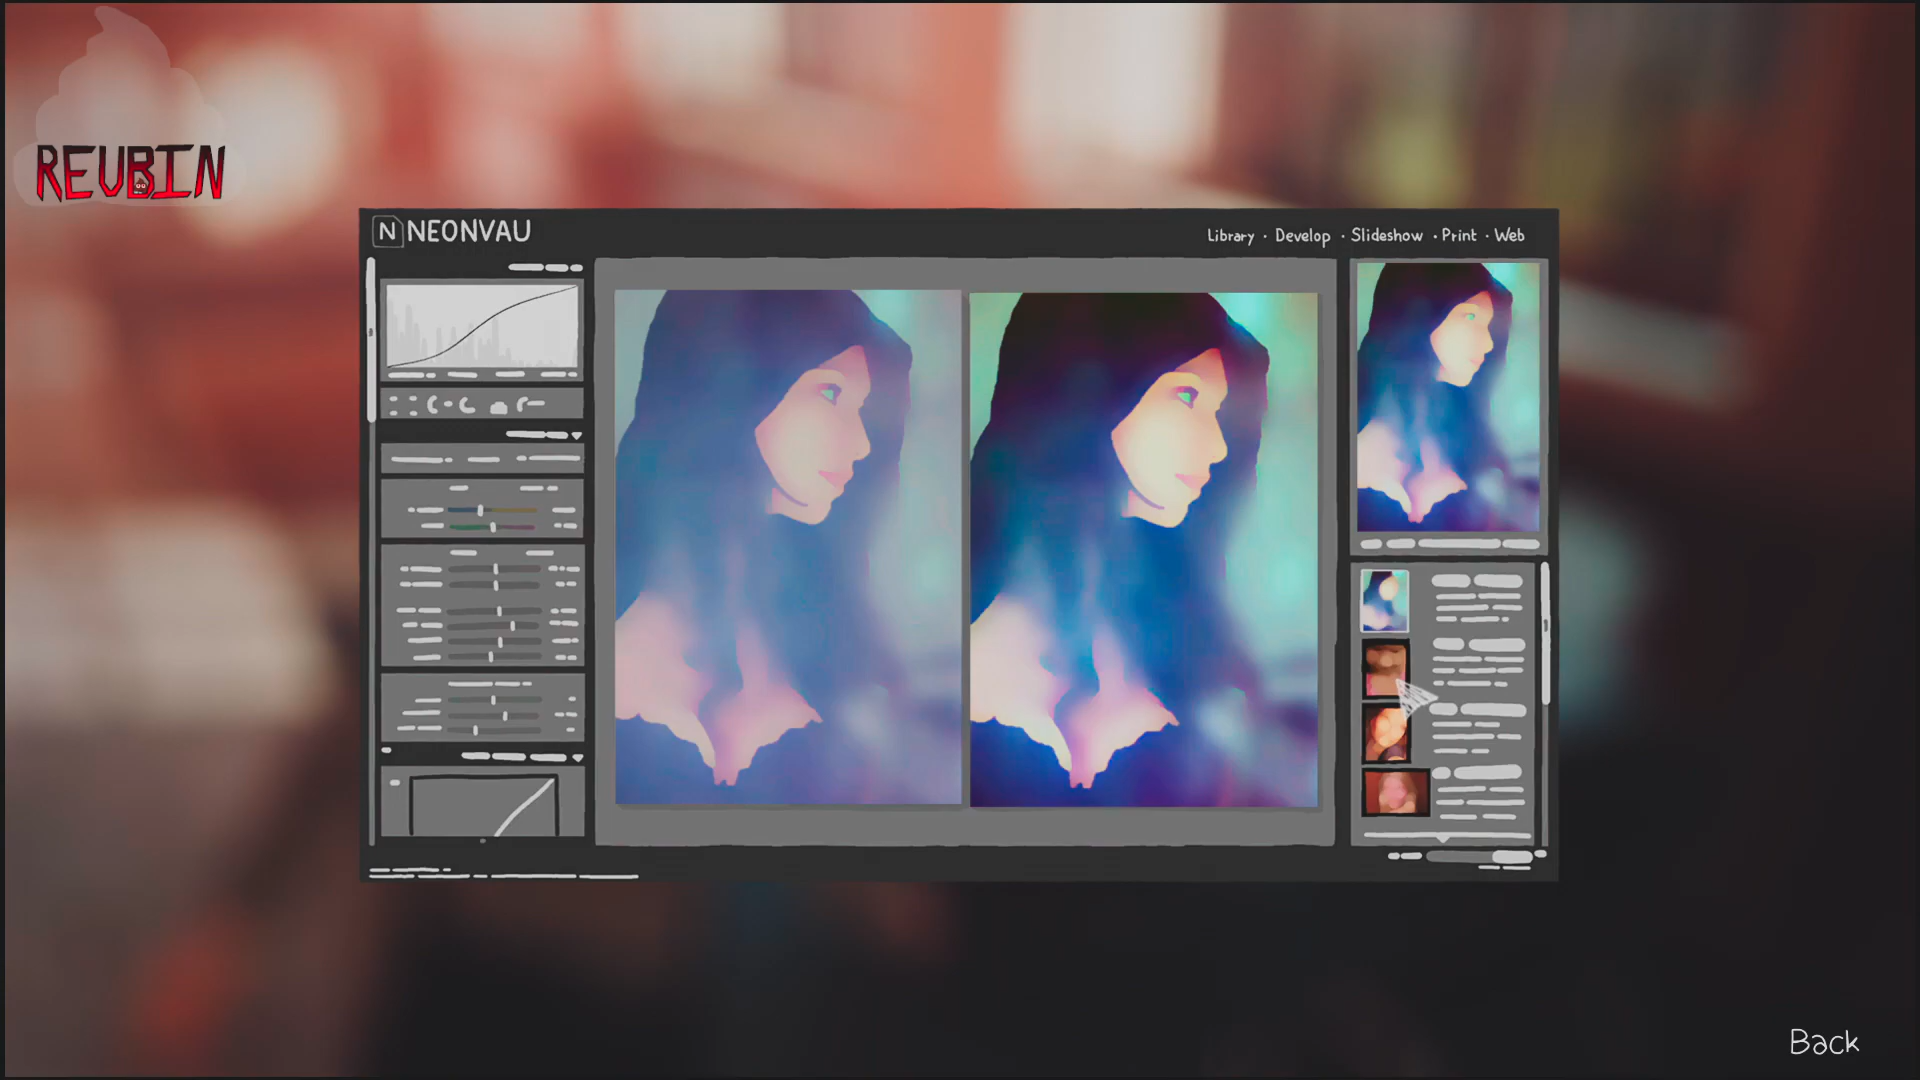 REUBIN
N NEONVAU
Library · Develop · Slideshow · Print · Web
Back